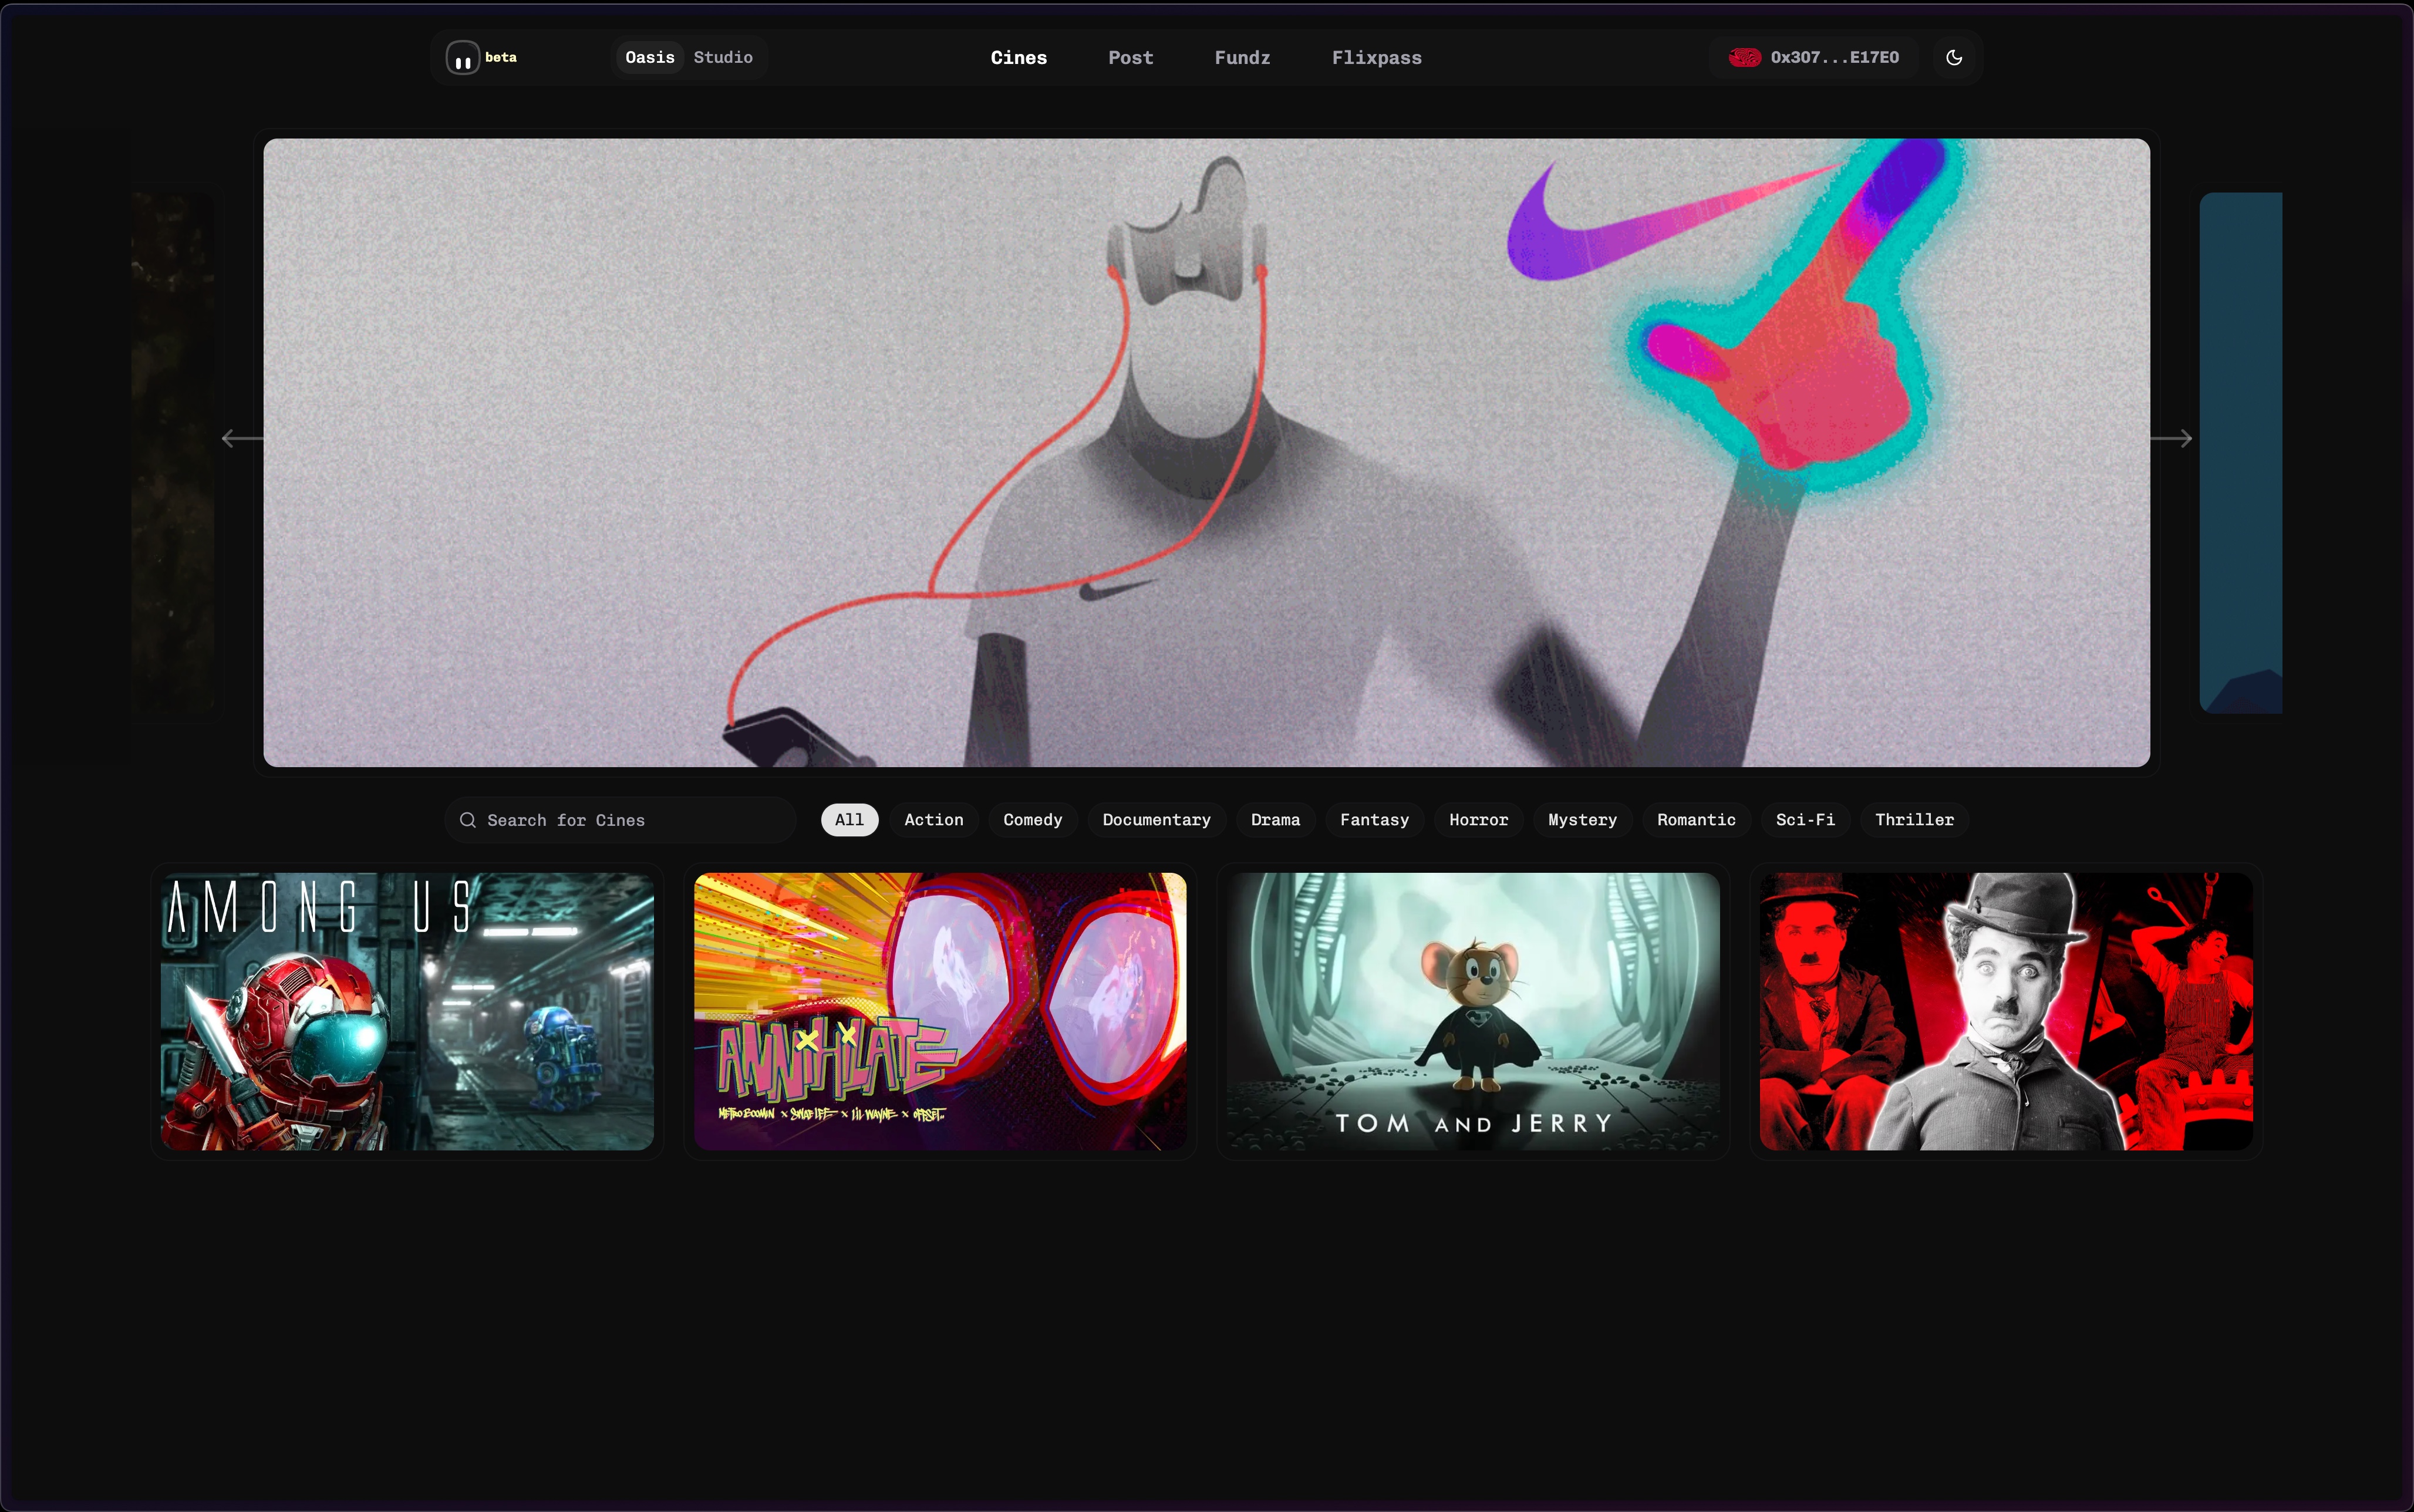 beta
Oasis
Studio
Cines
Post
Fundz
Flixpass
0x307...E17E0
Search for Cines
All
Action
Comedy
Documentary
Drama
Fantasy
Horror
Mystery
Romantic
Sci-Fi
Thriller
AMONG US
ANNIHILATE
METRO BOOMIN x SWAE LEE x LIL WAYNE x OFFSET
TOM AND JERRY